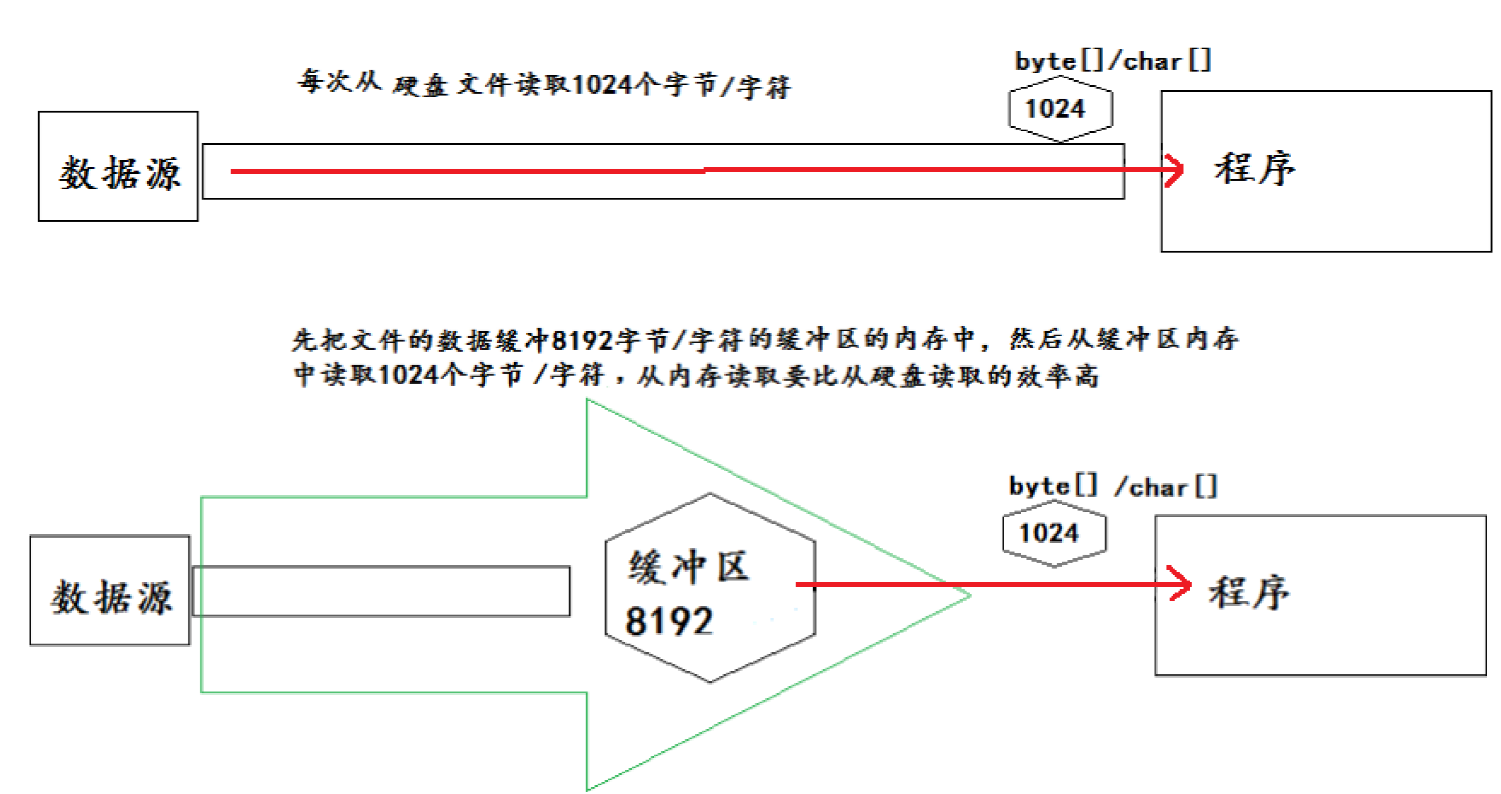 byte[]/char[]
每次从 硬盘 文件读取1024个字节/字符
1024
数据源
程序
先把文件的数据缓冲8192字节/字符的缓冲区的内存中，然后从缓冲区内存
中读取1024个字节 /字符，从内存读取要比从硬盘读取的效率高
byte[] /char[]
1024
缓冲区
8192
数据源
程序